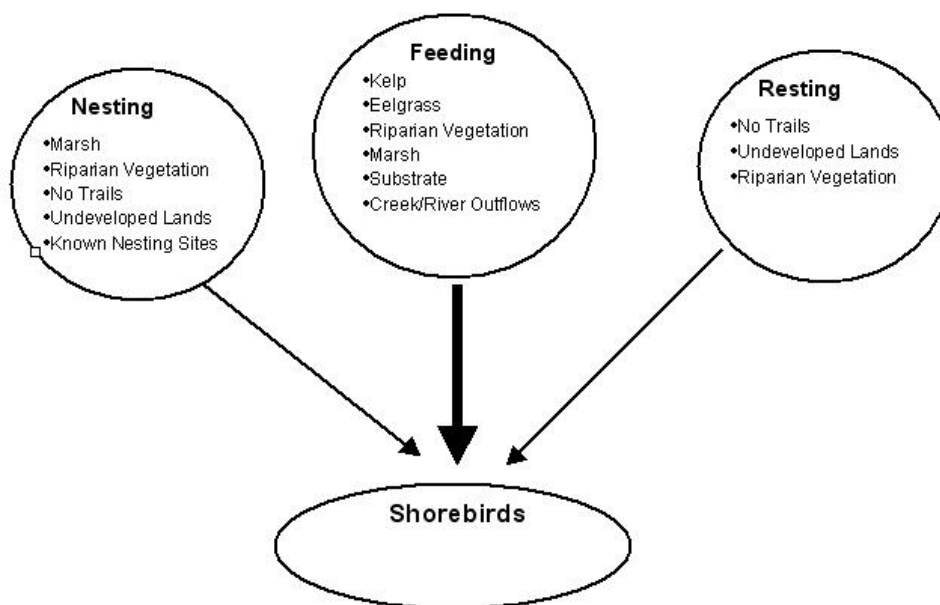 Nesting
•Marsh
•Riparian Vegetation
•No Trails
•Undeveloped Lands
•Known Nesting Sites
Feeding
•Kelp
•Eelgrass
•Riparian Vegetation
•Marsh
•Substrate
•Creek/River Outflows
Resting
•No Trails
•Undeveloped Lands
•Riparian Vegetation
Shorebirds